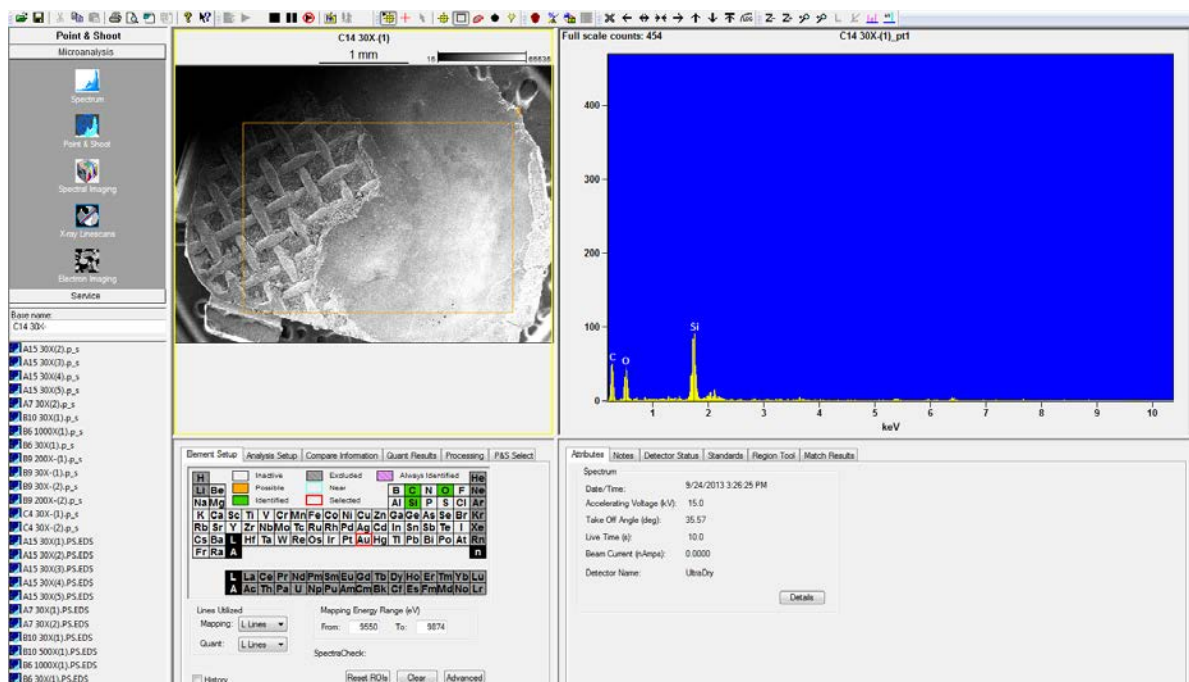 Point & Shoot
Microanalysis
Spectrum
Point & Shoot
Spectral Imaging
X-ray Linescans
Electron Imaging
Service
Base name:
C14 30X-
A15 30X(2).p_s
A15 30X(3).p_s
A15 30X(4).p_s
A15 30X(5).p_s
A7 30X(2).p_s
B10 30X(1).p_s
B6 1000X(1).p_s
B6 30X(1).p_s
B9 200X-(1).p_s
B9 30X-(1).p_s
B9 200X-(2).p_s
B9 30X-(2).p_s
C4 30X-(1).p_s
C4 30X-(2).p_s
A15 30X(1).PS.EDS
A15 30X(2).PS.EDS
A15 30X(3).PS.EDS
A15 30X(4).PS.EDS
A15 30X(5).PS.EDS
A7 30X(1).PS.EDS
A7 30X(2).PS.EDS
B10 30X(1).PS.EDS
B10 500X(1).PS.EDS
B6 1000X(1).PS.EDS
B6 30X(1).PS.EDS
C14 30X-(1)
1 mm
Full scale counts: 454
C14 30X-(1)_pt1
400
300
200
100
0
C O Si
1 2 3 4 5 6 7 8 9 10
keV
Element Setup Analysis Setup Compare Information Quant Results Processing P&S Select
Inactive Excluded Always Identified
Possible Near
Identified Selected
H He
Li Be B C N O F Ne
Na Mg Al Si P S Cl Ar
K Ca Sc Ti V Cr Mn Fe Co Ni Cu Zn Ga Ge As Se Br Kr
Rb Sr Y Zr Nb Mo Tc Ru Rh Pd Ag Cd In Sn Sb Te I Xe
Cs Ba L Hf Ta W Re Os Ir Pt Au Hg Tl Pb Bi Po At Rn
Fr Ra A n
L La Ce Pr Nd Pm Sm Eu Gd Tb Dy Ho Er Tm Yb Lu
A Ac Th Pa U Np Pu Am Cm Bk Cf Es Fm Md No Lr
Lines Utilized
Mapping: L Lines
Quant: L Lines
Mapping Energy Range (eV)
From: 9550 To: 9874
SpectraCheck:
History
Reset ROIs Clear Advanced
Attributes Notes Detector Status Standards Region Tool Match Results
Spectrum
Date/Time: 9/24/2013 3:26:25 PM
Accelerating Voltage (kV): 15.0
Take Off Angle (deg): 35.57
Live Time (s): 10.0
Beam Current (nAmps): 0.0000
Detector Name: UltraDry
Details